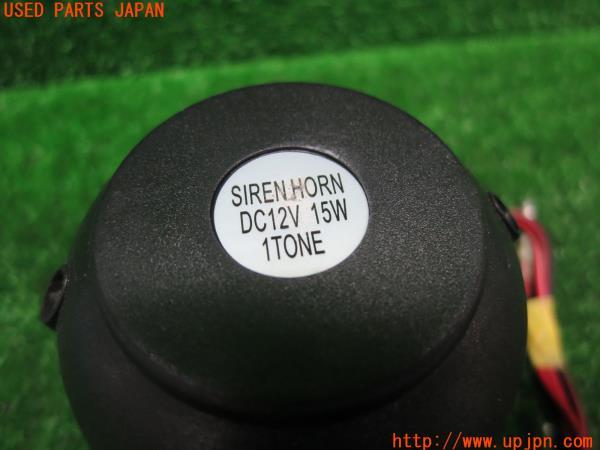 USED PARTS JAPAN
SIREN HORN
DC12V 15W
1TONE
http://www.upjpn.com